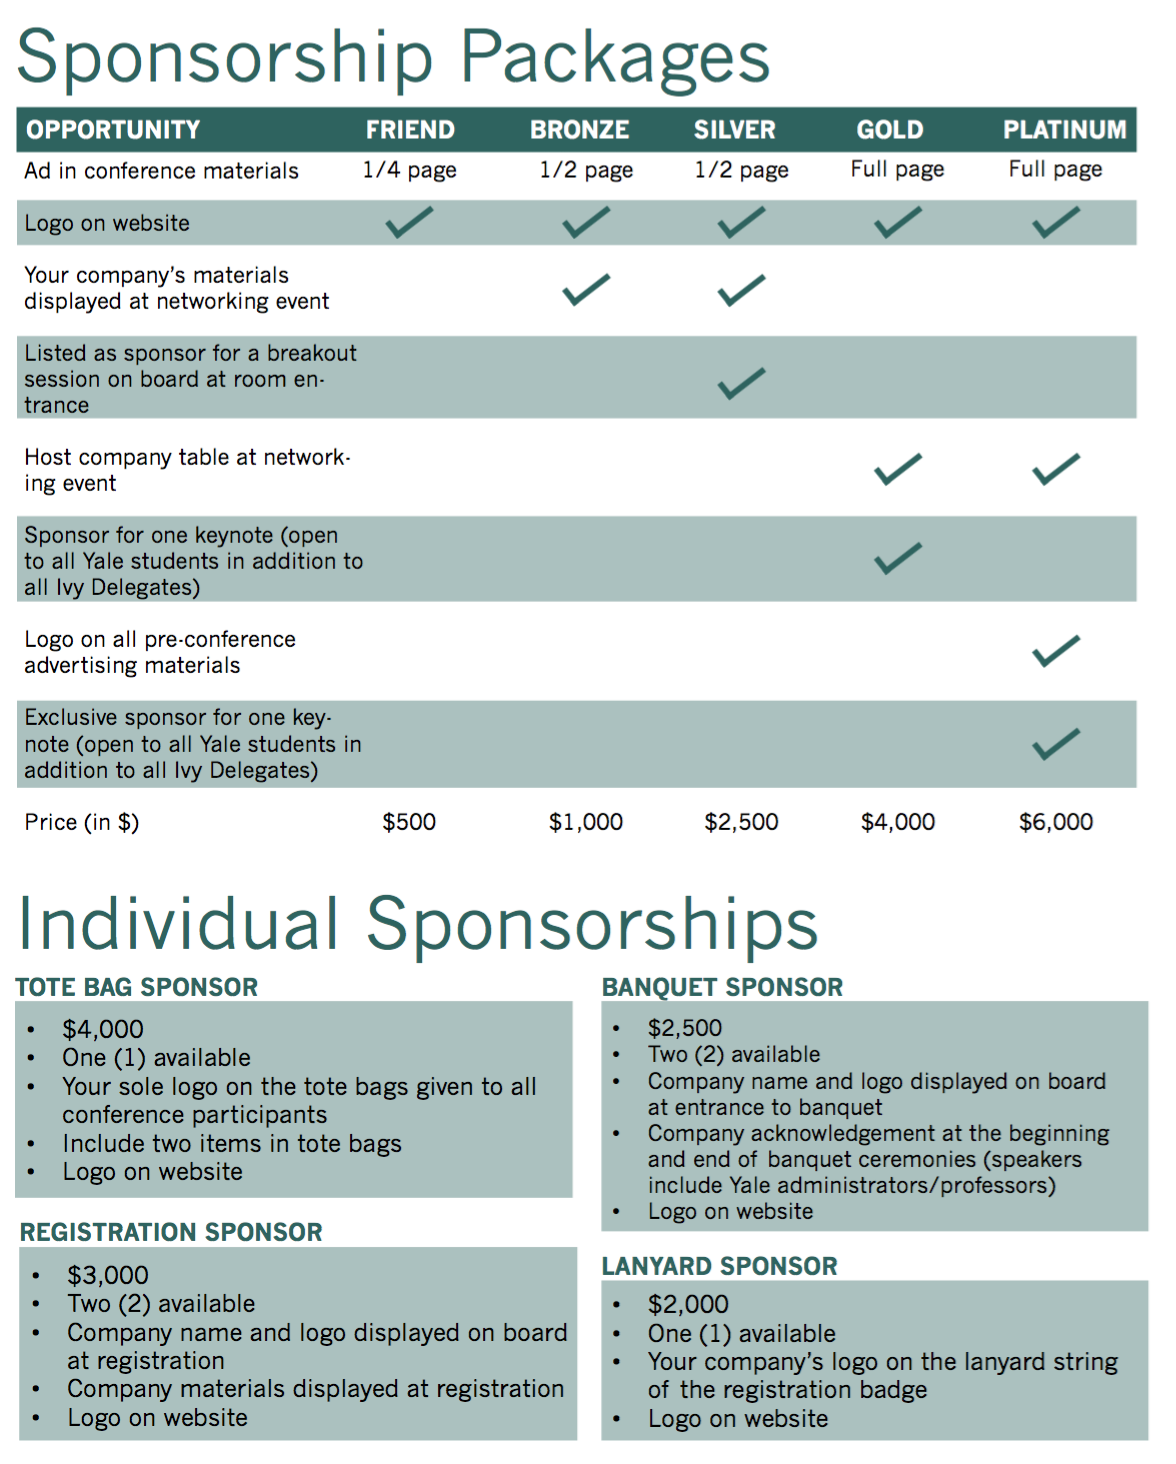 Sponsorship Packages
OPPORTUNITY FRIEND BRONZE SILVER GOLD PLATINUM
Ad in conference materials 1/4 page 1/2 page 1/2 page Full page Full page
Logo on website
Your company's materials
displayed at networking event
Listed as sponsor for a breakout
session on board at room en-
trance
Host company table at network-
ing event
Sponsor for one keynote (open
to all Yale students in addition to
all Ivy Delegates)
Logo on all pre-conference
advertising materials
Exclusive sponsor for one key-
note (open to all Yale students in
addition to all Ivy Delegates)
Price (in $) $500 $1,000 $2,500 $4,000 $6,000
Individual Sponsorships
TOTE BAG SPONSOR
• $4,000
• One (1) available
• Your sole logo on the tote bags given to all
conference participants
• Include two items in tote bags
• Logo on website
REGISTRATION SPONSOR
• $3,000
• Two (2) available
• Company name and logo displayed on board
at registration
• Company materials displayed at registration
• Logo on website
BANQUET SPONSOR
• $2,500
• Two (2) available
• Company name and logo displayed on board
at entrance to banquet
• Company acknowledgement at the beginning
and end of banquet ceremonies (speakers
include Yale administrators/professors)
• Logo on website
LANYARD SPONSOR
• $2,000
• One (1) available
• Your company's logo on the lanyard string
of the registration badge
• Logo on website